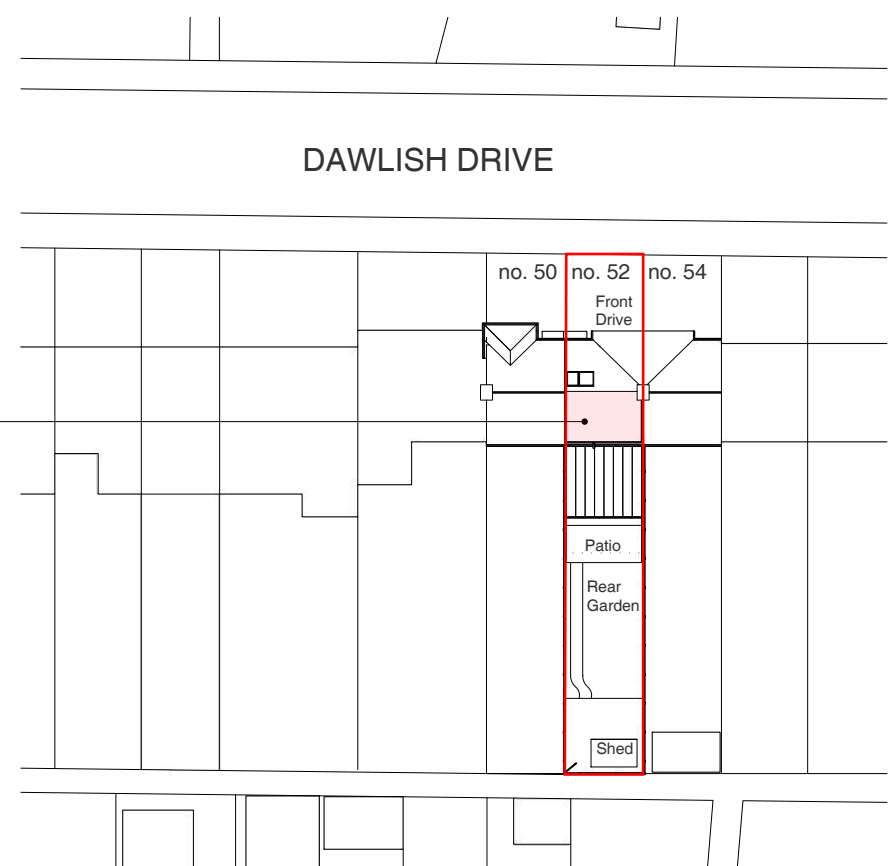 DAWLISH DRIVE
no. 50 no. 52 no. 54
Front
Drive
Patio
Rear
Garden
Shed